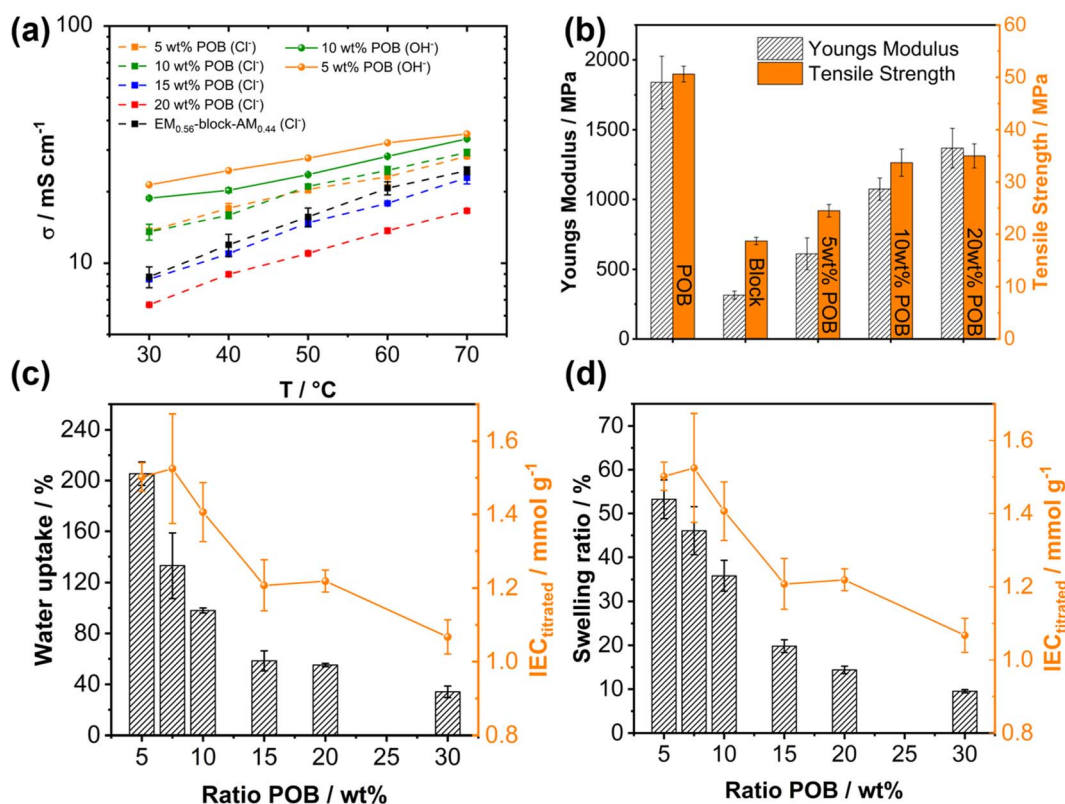 (a)
100
10
σ / mS cm⁻¹
5 wt% POB (Cl⁻)
10 wt% POB (Cl⁻)
15 wt% POB (Cl⁻)
20 wt% POB (Cl⁻)
EM₀.₅₆-block-AM₀.₄₄ (Cl⁻)
10 wt% POB (OH⁻)
5 wt% POB (OH⁻)
30 40 50 60 70
T / °C
(b)
Youngs Modulus / MPa
2000
1500
1000
500
0
Youngs Modulus
Tensile Strength
POB
Block
5wt% POB
10wt% POB
20wt% POB
60
50
40
30
20
10
0
Tensile Strength / MPa
(c)
Water uptake / %
240
200
160
120
80
40
0
5 10 15 20 25 30
Ratio POB / wt%
1.6
1.4
1.2
1.0
0.8
IEC_titrated / mmol g⁻¹
(d)
Swelling ratio / %
70
60
50
40
30
20
10
0
5 10 15 20 25 30
Ratio POB / wt%
1.6
1.4
1.2
1.0
0.8
IEC_titrated / mmol g⁻¹